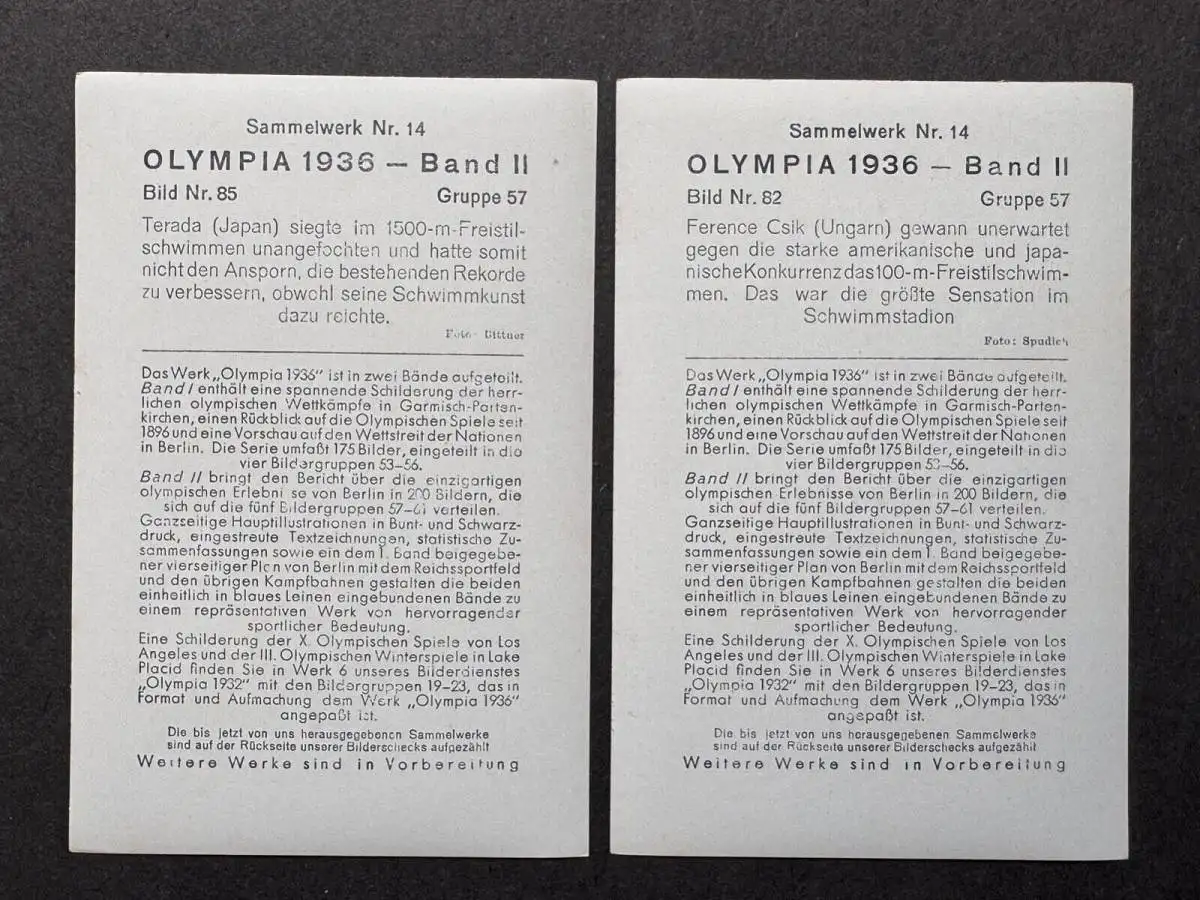 Sammelwerk Nr. 14
OLYMPIA 1936 — Band II
Bild Nr. 85 Gruppe 57
Terada (Japan) siegte im 1500-m-Freistil-
schwimmen unangefochten und hatte somit
nicht den Ansporn, die bestehenden Rekorde
zu verbessern, obwohl seine Schwimmkunst
dazu reichte.
Foto: Dittner
Das Werk „Olympia 1936" ist in zwei Bände aufgeteilt.
Band I enthält eine spannende Schilderung der herr-
lichen olympischen Wettkämpfe in Garmisch-Parten-
kirchen, einen Rückblick auf die Olympischen Spiele seit
1896 und eine Vorschau auf den Wettstreit der Nationen
in Berlin. Die Serie umfaßt 175 Bilder, eingeteilt in die
vier Bildergruppen 53–56.
Band II bringt den Bericht über die einzigartigen
olympischen Erlebnisse von Berlin in 200 Bildern, die
sich auf die fünf Bildergruppen 57–61 verteilen.
Ganzseitige Hauptillustrationen in Bunt- und Schwarz-
druck, eingestreute Textzeichnungen, statistische Zu-
sammenfassungen sowie ein dem I. Band beigegebe-
ner vierseitiger Plan von Berlin mit dem Reichssportfeld
und den übrigen Kampfbahnen gestalten die beiden
einheitlich in blaues Leinen eingebundenen Bände zu
einem repräsentativen Werk von hervorragender
sportlicher Bedeutung.
Eine Schilderung der X. Olympischen Spiele von Los
Angeles und der III. Olympischen Winterspiele in Lake
Placid finden Sie in Werk 6 unseres Bilderdienstes
„Olympia 1932" mit den Bildergruppen 19–23, das in
Format und Aufmachung dem Werk „Olympia 1936"
angepaßt ist.
Die bis jetzt von uns herausgegebenen Sammelwerke
sind auf der Rückseite unserer Bilderschecks aufgezählt
Weitere Werke sind in Vorbereitung
Sammelwerk Nr. 14
OLYMPIA 1936 — Band II
Bild Nr. 82 Gruppe 57
Ference Csik (Ungarn) gewann unerwartet
gegen die starke amerikanische und japa-
nische Konkurrenz das 100-m-Freistilschwim-
men. Das war die größte Sensation im
Schwimmstadion
Foto: Spudich
Das Werk „Olympia 1936" ist in zwei Bände aufgeteilt.
Band I enthält eine spannende Schilderung der herr-
lichen olympischen Wettkämpfe in Garmisch-Parten-
kirchen, einen Rückblick auf die Olympischen Spiele seit
1896 und eine Vorschau auf den Wettstreit der Nationen
in Berlin. Die Serie umfaßt 175 Bilder, eingeteilt in die
vier Bildergruppen 53–56.
Band II bringt den Bericht über die einzigartigen
olympischen Erlebnisse von Berlin in 200 Bildern, die
sich auf die fünf Bildergruppen 57–61 verteilen.
Ganzseitige Hauptillustrationen in Bunt- und Schwarz-
druck, eingestreute Textzeichnungen, statistische Zu-
sammenfassungen sowie ein dem I. Band beigegebe-
ner vierseitiger Plan von Berlin mit dem Reichssportfeld
und den übrigen Kampfbahnen gestalten die beiden
einheitlich in blaues Leinen eingebundenen Bände zu
einem repräsentativen Werk von hervorragender
sportlicher Bedeutung.
Eine Schilderung der X. Olympischen Spiele von Los
Angeles und der III. Olympischen Winterspiele in Lake
Placid finden Sie in Werk 6 unseres Bilderdienstes
„Olympia 1932" mit den Bildergruppen 19–23, das in
Format und Aufmachung dem Werk „Olympia 1936"
angepaßt ist.
Die bis jetzt von uns herausgegebenen Sammelwerke
sind auf der Rückseite unserer Bilderschecks aufgezählt
Weitere Werke sind in Vorbereitung